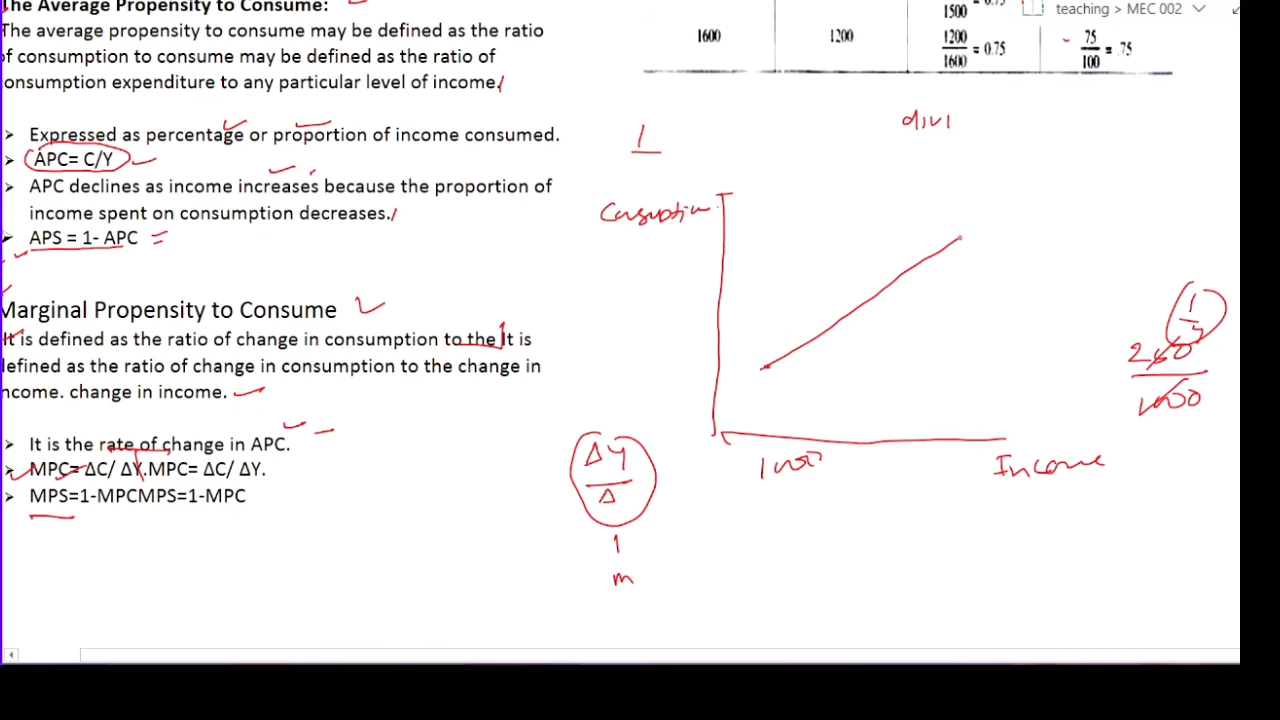 The Average Propensity to Consume:
The average propensity to consume may be defined as the ratio
of consumption to consume may be defined as the ratio of
consumption expenditure to any particular level of income.
Expressed as percentage or proportion of income consumed.
APC= C/Y
APC declines as income increases because the proportion of
income spent on consumption decreases.
APS = 1- APC
Marginal Propensity to Consume
It is defined as the ratio of change in consumption to the It is
defined as the ratio of change in consumption to the change in
income. change in income.
It is the rate of change in APC.
MPC= ΔC/ ΔY.MPC= ΔC/ ΔY.
MPS=1-MPCMPS=1-MPC
teaching > MEC 002
1500
1600 1200 1200/1600 = 0.75 75/100 = .75
divi
1
Income
ΔY
Δ
1
m